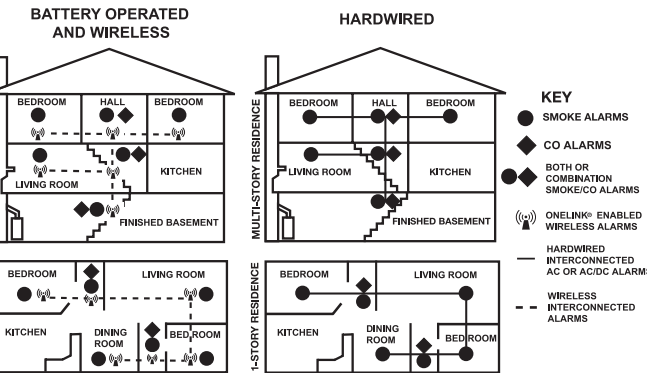 BATTERY OPERATED
AND WIRELESS
HARDWIRED
BEDROOM
HALL
BEDROOM
LIVING ROOM
KITCHEN
FINISHED BASEMENT
BEDROOM
LIVING ROOM
KITCHEN
DINING
ROOM
BED ROOM
MULTI-STORY RESIDENCE
BEDROOM
HALL
BEDROOM
LIVING ROOM
KITCHEN
FINISHED BASEMENT
1-STORY RESIDENCE
BEDROOM
LIVING ROOM
KITCHEN
DINING
ROOM
BED ROOM
KEY
SMOKE ALARMS
CO ALARMS
BOTH OR
COMBINATION
SMOKE/CO ALARMS
ONELINK® ENABLED
WIRELESS ALARMS
HARDWIRED
INTERCONNECTED
AC OR AC/DC ALARMS
WIRELESS
INTERCONNECTED
ALARMS